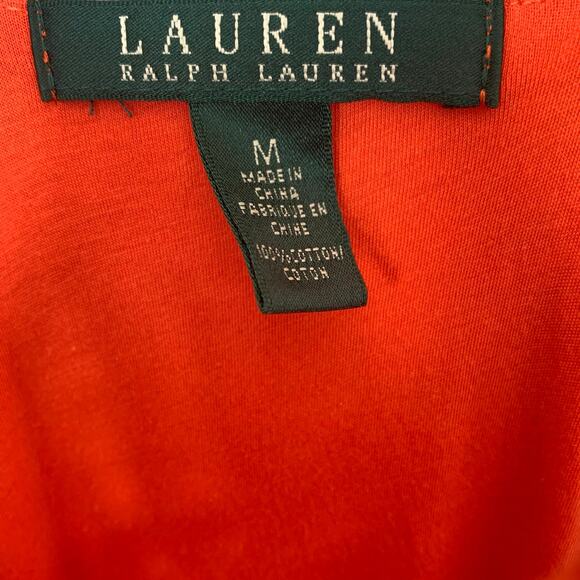 LAUREN
RALPH LAUREN
M
MADE IN
CHINA
FABRIQUE EN
CHINE
100%COTTON/
COTON